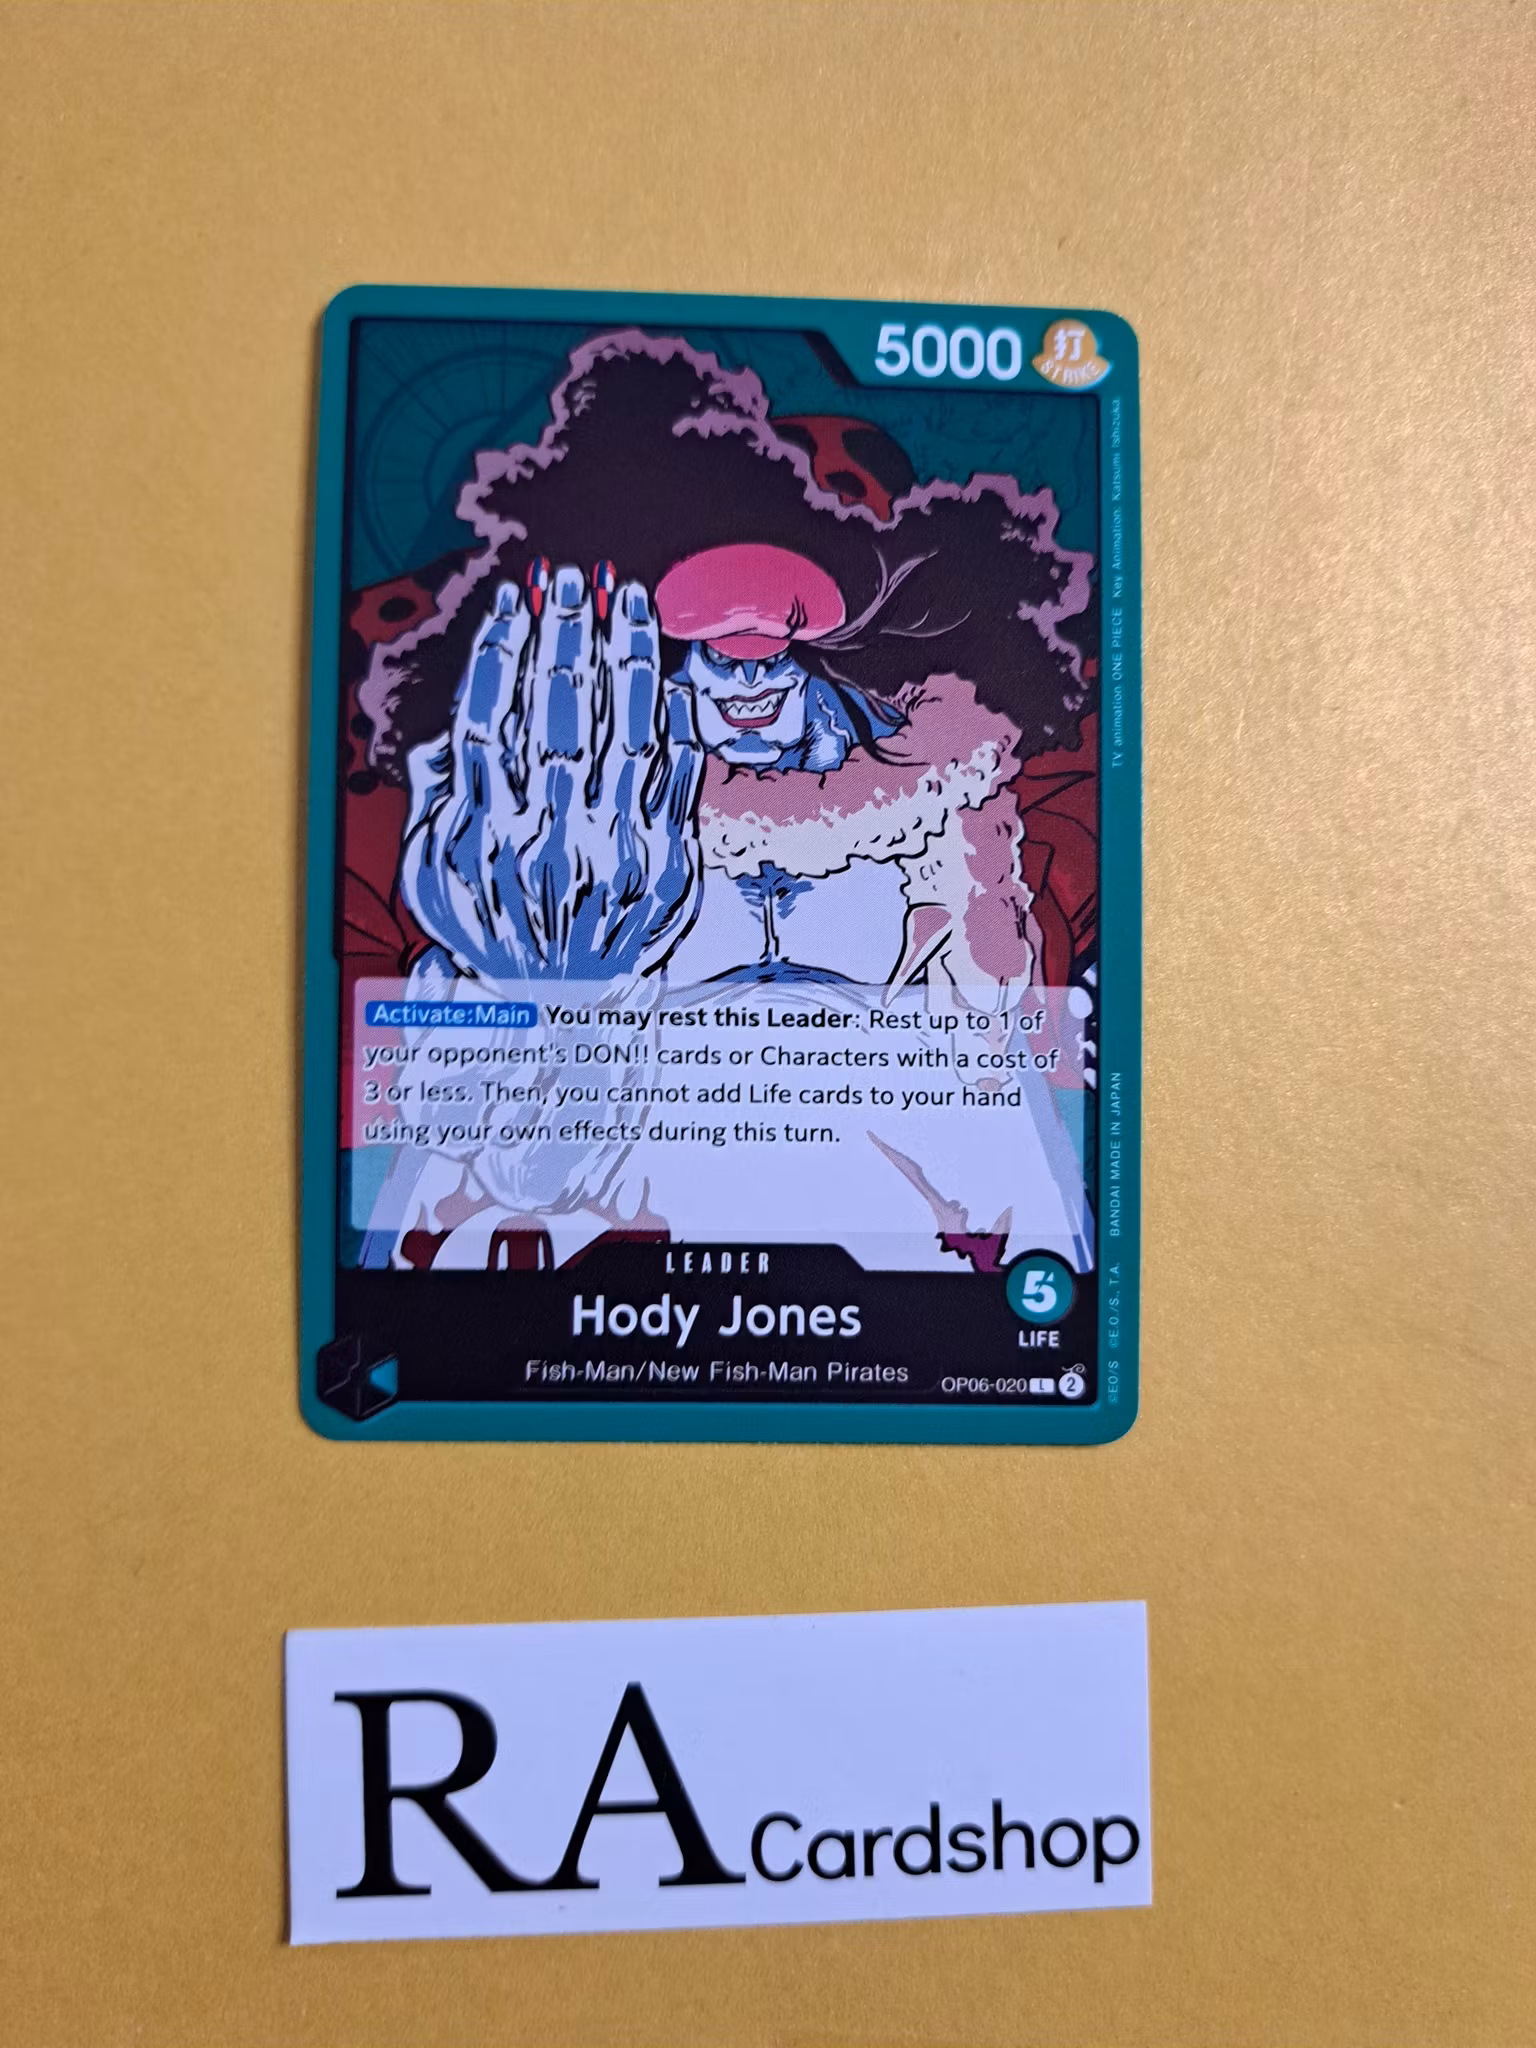 5000
打
STRIKE
TV animation ONE PIECE Key Animation: Katsumi Ishizuka
Activate:Main You may rest this Leader: Rest up to 1 of
your opponent's DON!! cards or Characters with a cost of
3 or less. Then, you cannot add Life cards to your hand
using your own effects during this turn.
LEADER
Hody Jones
5
LIFE
Fish-Man/New Fish-Man Pirates
OP06-020 L 2
©EO/S ©E.O./S., T.A. BANDAI MADE IN JAPAN
RA Cardshop